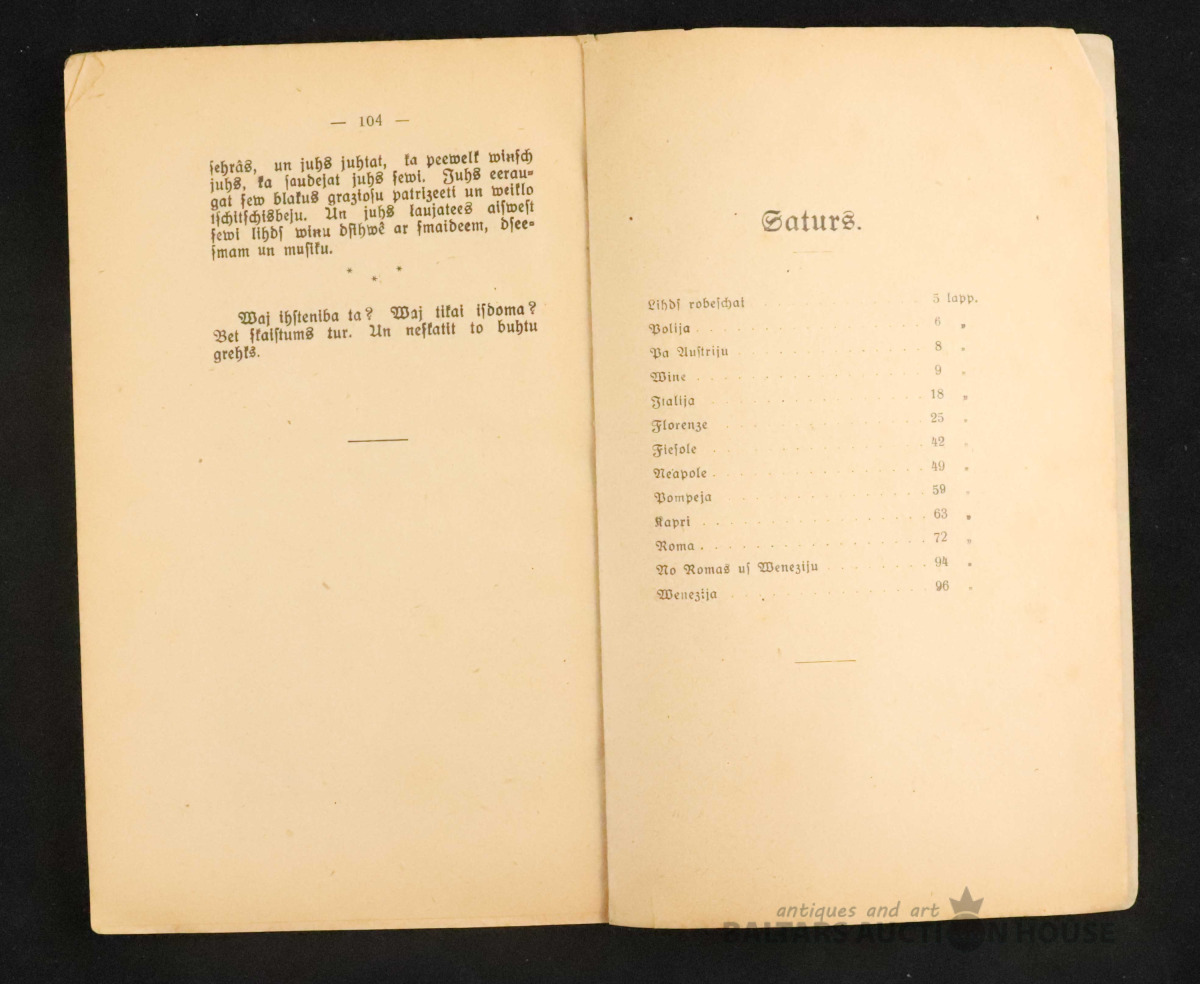 — 104 —
ſehrâs, un juhs juhtat, ka peewelk winſch
juhs, ka ſaudejat juhs ſewi. Juhs eerau-
gat ſew blakus grazioſu patrizeeti un weiklo
tſchitſchisbeju. Un juhs laujatees aiſweſt
ſewi lihdſ winu dſihwê ar ſmaideem, dſee-
ſmam un muſiku.
* * *
Waj ihſteniba ta? Waj tikai iſdoma?
Bet ſkaiſtums tur. Un neſkatit to buhtu
grehks.
Saturs.
Lihdſ robeſchai . . . . . . . . . . . . 5 lapp.
Polija . . . . . . . . . . . . . . . . 6 „
Pa Auſtriju . . . . . . . . . . . . . . 8 „
Wine . . . . . . . . . . . . . . . . . 9 „
Italija . . . . . . . . . . . . . . . . 18 „
Florenze . . . . . . . . . . . . . . . 25 „
Fieſole . . . . . . . . . . . . . . . . 42 „
Neapole . . . . . . . . . . . . . . . . 49 „
Pompeja . . . . . . . . . . . . . . . 59 „
Kapri . . . . . . . . . . . . . . . . . 63 „
Roma . . . . . . . . . . . . . . . . . 72 „
No Romas uſ Weneziju . . . . . . . . 94 „
Wenezija . . . . . . . . . . . . . . . 96 „
antiques and art
BALTARS AUCTION HOUSE